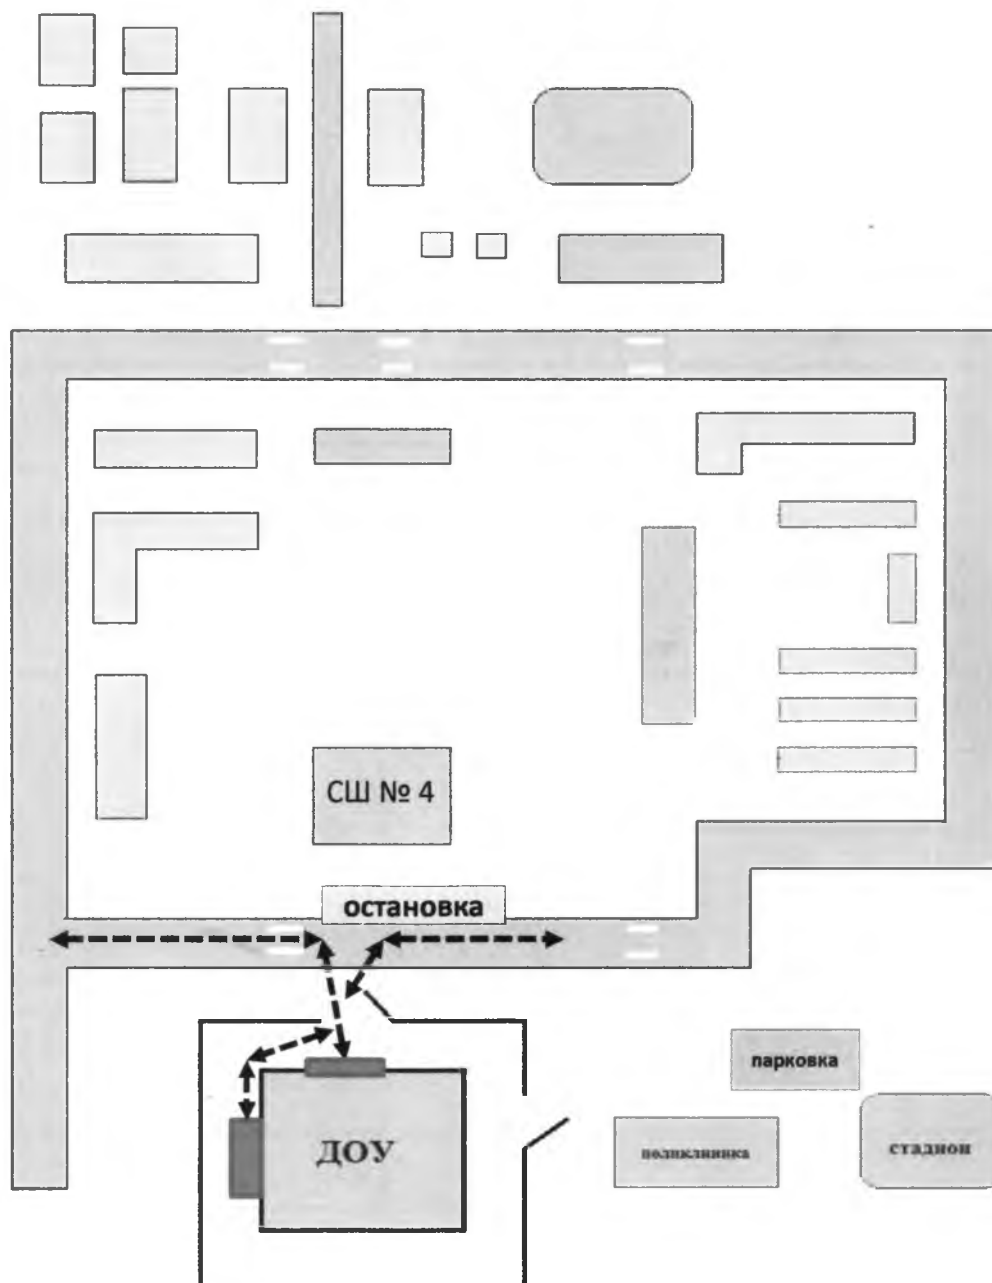 СШ № 4
остановка
парковка
ДОУ
поликлиника
стадион